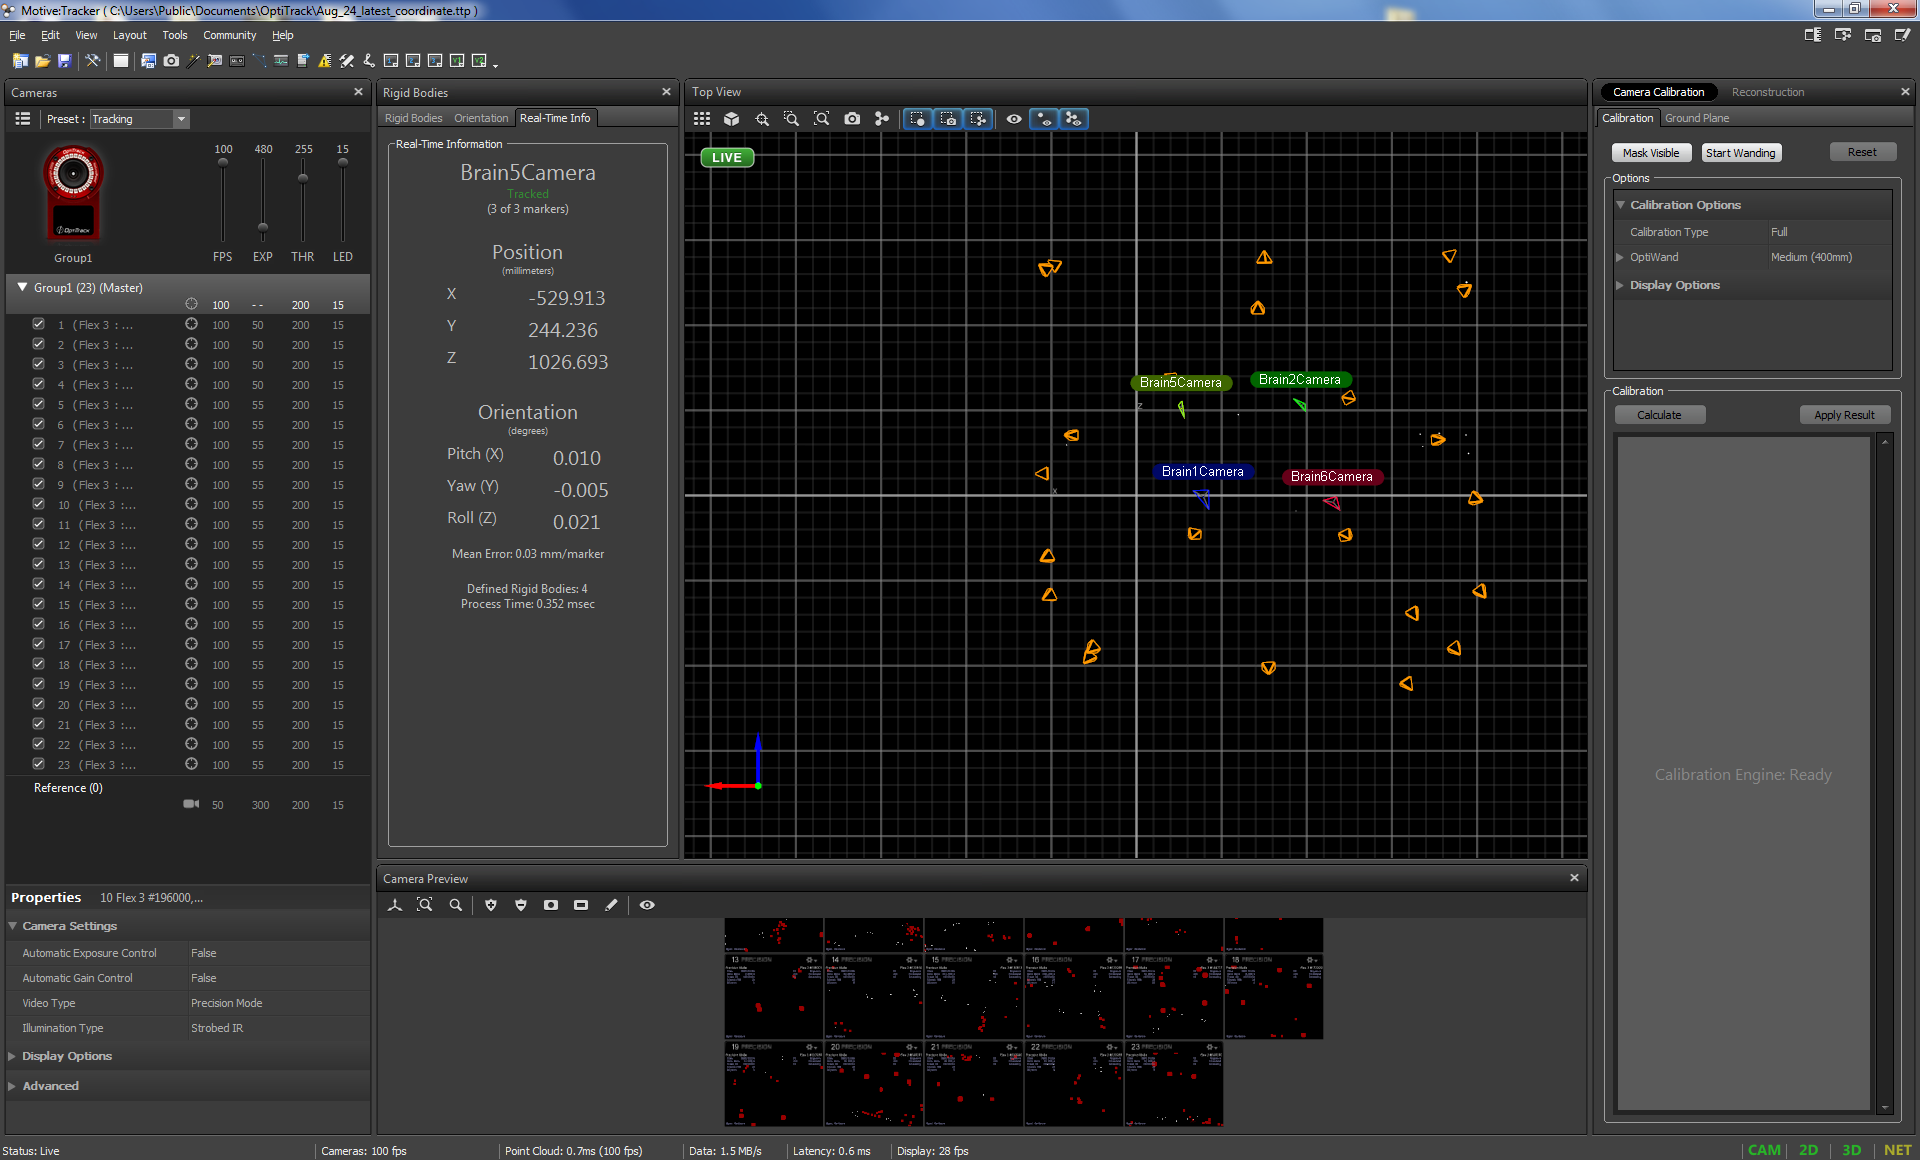 Motive:Tracker ( C:\Users\Public\Documents\OptiTrack\Aug_24_latest_coordinate.ttp )
File Edit View Layout Tools Community Help
Cameras
Preset : Tracking
100 480 255 15
OptiTrack
Group1
FPS EXP THR LED
Group1 (23) (Master)
100 -- 200 15
1 (Flex 3 : ... 100 50 200 15
2 (Flex 3 : ... 100 50 200 15
3 (Flex 3 : ... 100 50 200 15
4 (Flex 3 : ... 100 50 200 15
5 (Flex 3 : ... 100 55 200 15
6 (Flex 3 : ... 100 55 200 15
7 (Flex 3 : ... 100 55 200 15
8 (Flex 3 : ... 100 55 200 15
9 (Flex 3 : ... 100 55 200 15
10 (Flex 3 :... 100 55 200 15
11 (Flex 3 :... 100 55 200 15
12 (Flex 3 :... 100 55 200 15
13 (Flex 3 :... 100 55 200 15
14 (Flex 3 :... 100 55 200 15
15 (Flex 3 :... 100 55 200 15
16 (Flex 3 :... 100 55 200 15
17 (Flex 3 :... 100 55 200 15
18 (Flex 3 :... 100 55 200 15
19 (Flex 3 :... 100 55 200 15
20 (Flex 3 :... 100 55 200 15
21 (Flex 3 :... 100 55 200 15
22 (Flex 3 :... 100 55 200 15
23 (Flex 3 :... 100 55 200 15
Reference (0)
50 300 200 15
Properties 10 Flex 3 #196000,...
Camera Settings
Automatic Exposure Control False
Automatic Gain Control False
Video Type Precision Mode
Illumination Type Strobed IR
Display Options
Advanced
Rigid Bodies
Rigid Bodies Orientation Real-Time Info
Real-Time Information
Brain5Camera
Tracked
(3 of 3 markers)
Position
(millimeters)
X -529.913
Y 244.236
Z 1026.693
Orientation
(degrees)
Pitch (X) 0.010
Yaw (Y) -0.005
Roll (Z) 0.021
Mean Error: 0.03 mm/marker
Defined Rigid Bodies: 4
Process Time: 0.352 msec
Top View
LIVE
Brain5Camera
Brain2Camera
Z
Brain1Camera
Brain6Camera
X
Camera Preview
13 PRECISION
14 PRECISION
15 PRECISION
16 PRECISION
17 PRECISION
18 PRECISION
19 PRECISION
20 PRECISION
21 PRECISION
22 PRECISION
23 PRECISION
Camera Calibration Reconstruction
Calibration Ground Plane
Mask Visible Start Wanding Reset
Options
Calibration Options
Calibration Type Full
OptiWand Medium (400mm)
Display Options
Calibration
Calculate Apply Result
Calibration Engine: Ready
Status: Live Cameras: 100 fps Point Cloud: 0.7ms (100 fps) Data: 1.5 MB/s Latency: 0.6 ms Display: 28 fps CAM 2D 3D NET